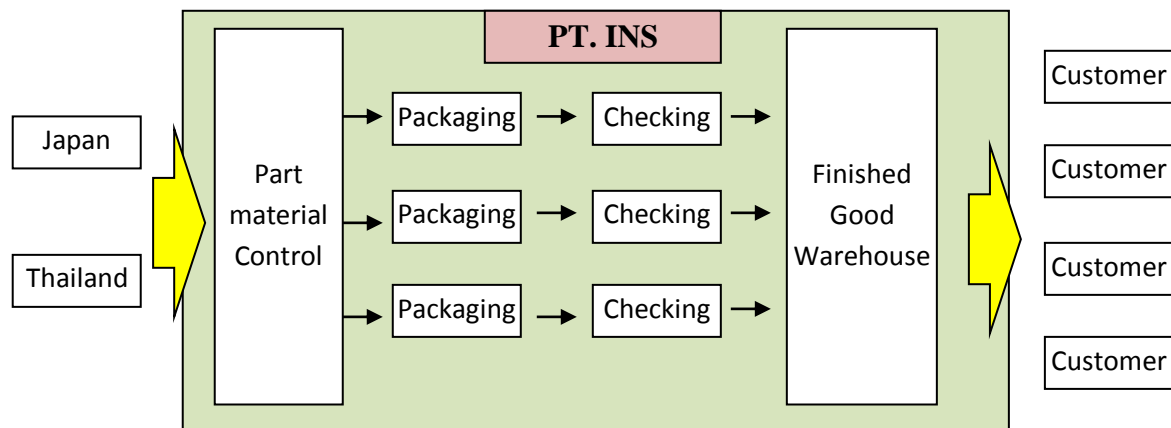 PT. INS
Japan
Thailand
Part
material
Control
Packaging
Checking
Packaging
Checking
Packaging
Checking
Finished
Good
Warehouse
Customer
Customer
Customer
Customer